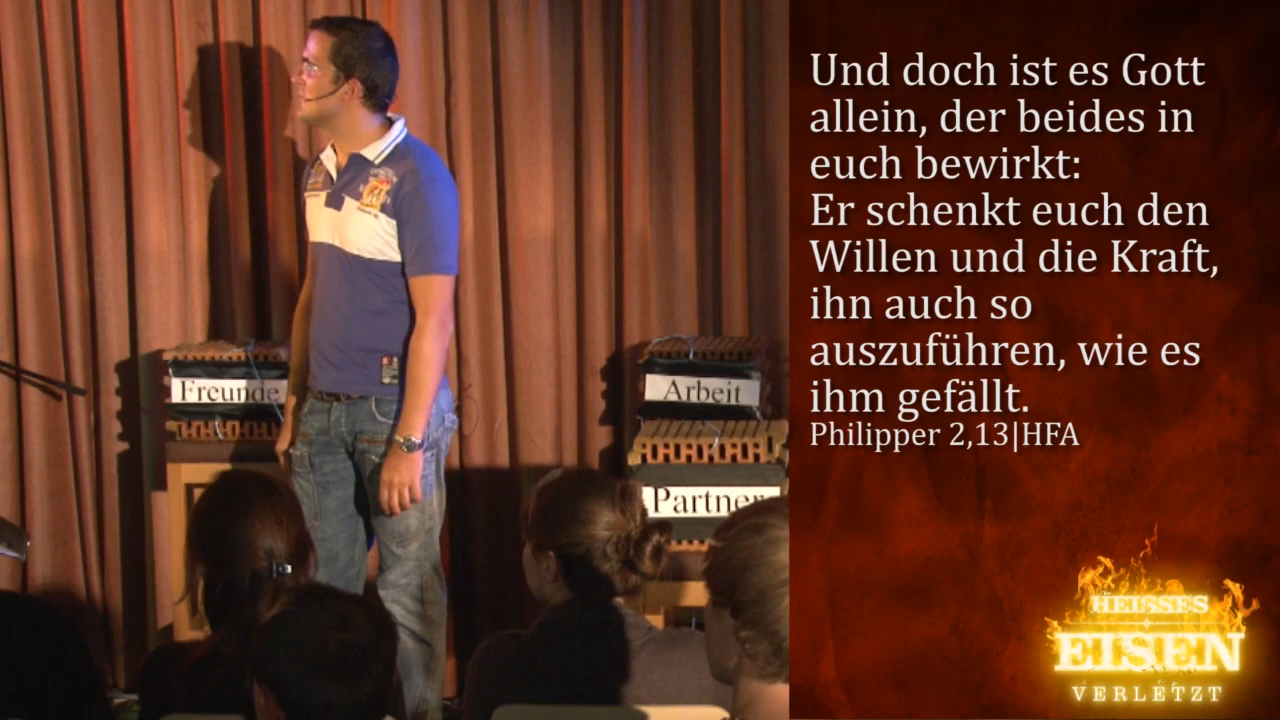 Freunde
Arbeit
Partner
Und doch ist es Gott
allein, der beides in
euch bewirkt:
Er schenkt euch den
Willen und die Kraft,
ihn auch so
auszuführen, wie es
ihm gefällt.
Philipper 2,13|HFA
HEISSES
EISEN
VERLETZT